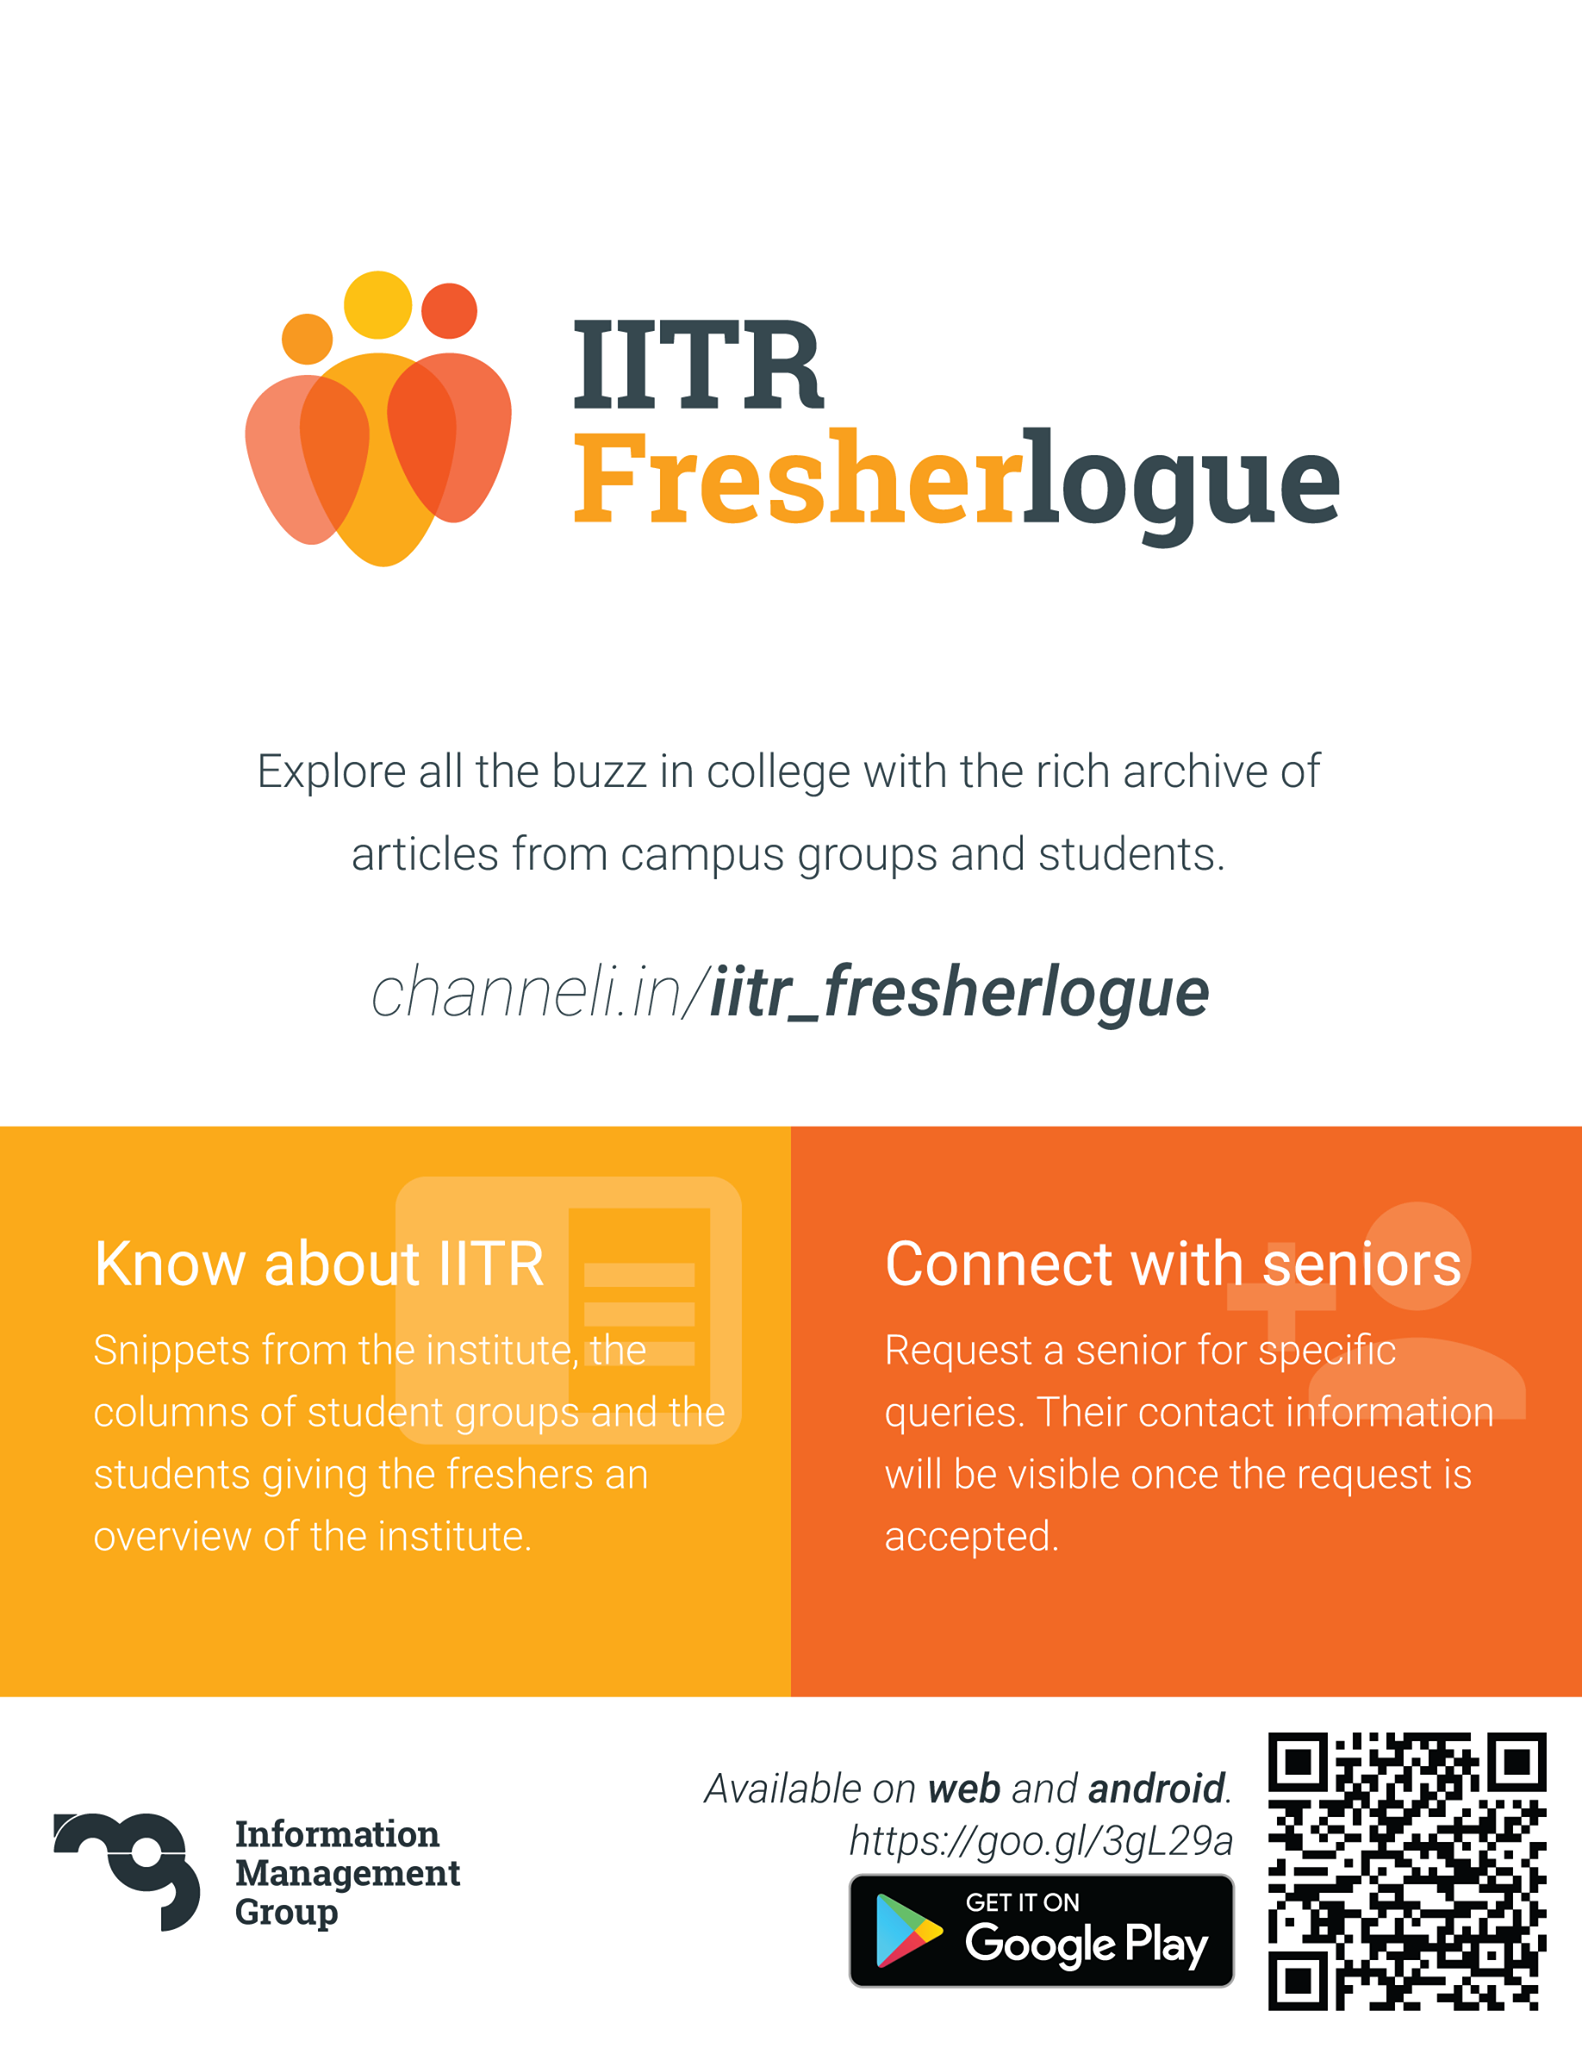 IITR
Fresherlogue
Explore all the buzz in college with the rich archive of
articles from campus groups and students.
channeli.in/iitr_fresherlogue
Know about IITR
Snippets from the institute, the
columns of student groups and the
students giving the freshers an
overview of the institute.
Connect with seniors
Request a senior for specific
queries. Their contact information
will be visible once the request is
accepted.
Information
Management
Group
Available on web and android.
https://goo.gl/3gL29a
GET IT ON
Google Play